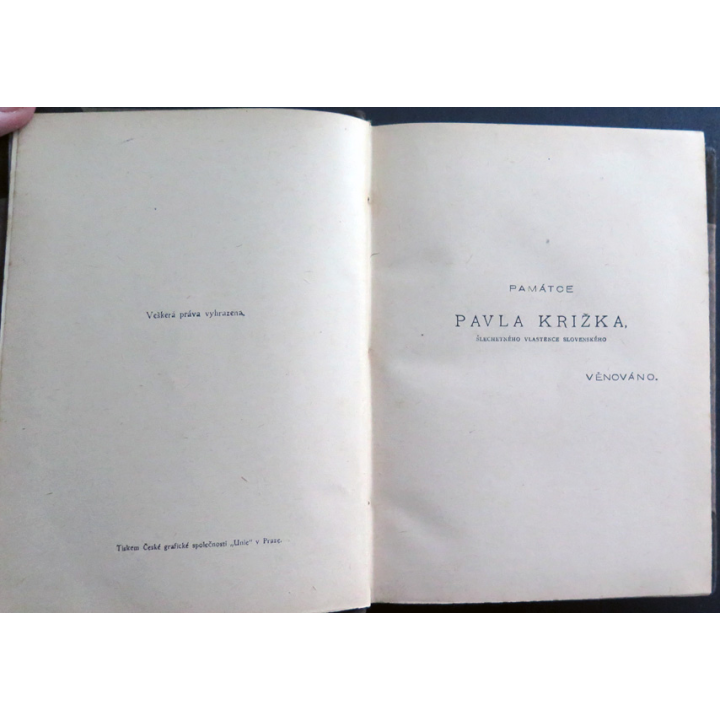 Veškerá práva vyhrazena.
Tiskem České grafické společnosti „Unie“ v Praze.
PAMÁTCE
PAVLA KRIŽKA,
ŠLECHETNÉHO VLASTENCE SLOVENSKÉHO
VĚNOVÁNO.